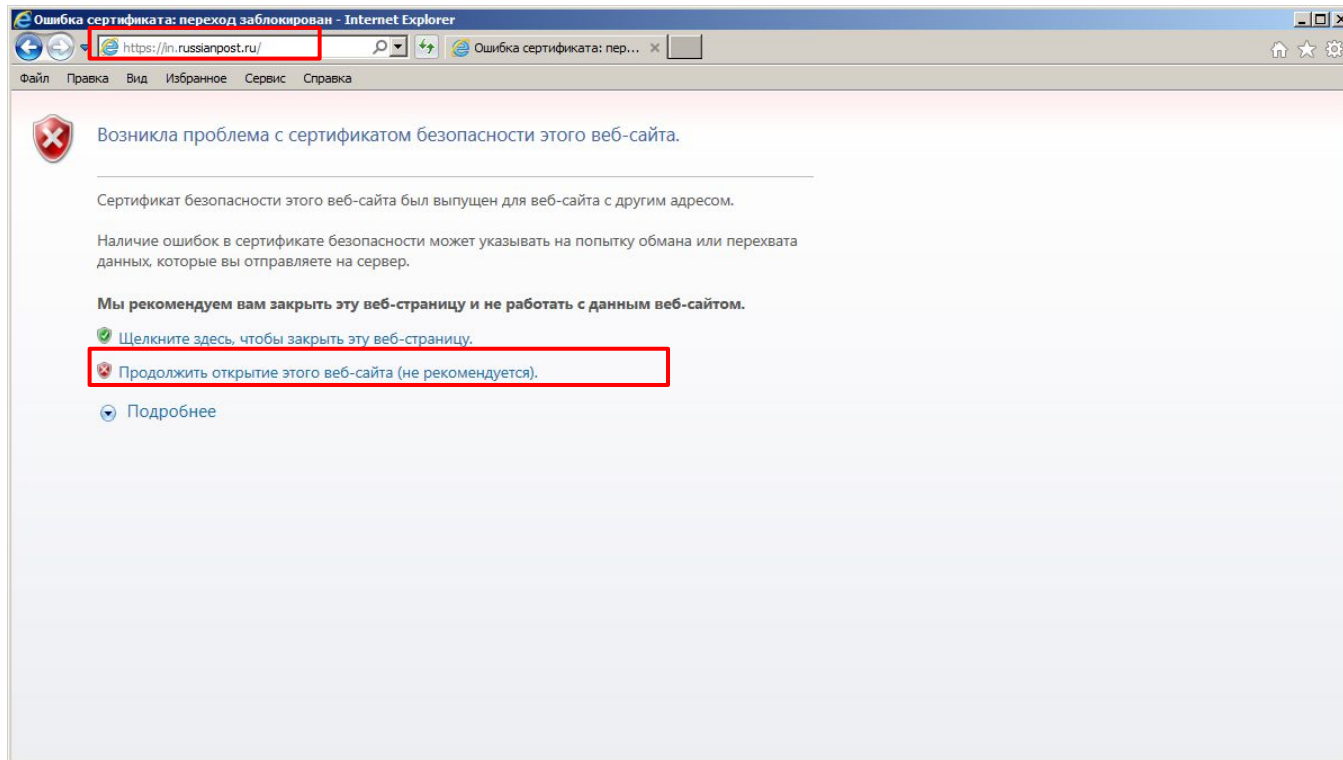 Ошибка сертификата: переход заблокирован - Internet Explorer
https://in.russianpost.ru/
Ошибка сертификата: пер...
Файл Правка Вид Избранное Сервис Справка
Возникла проблема с сертификатом безопасности этого веб-сайта.
Сертификат безопасности этого веб-сайта был выпущен для веб-сайта с другим адресом.
Наличие ошибок в сертификате безопасности может указывать на попытку обмана или перехвата
данных, которые вы отправляете на сервер.
Мы рекомендуем вам закрыть эту веб-страницу и не работать с данным веб-сайтом.
Щелкните здесь, чтобы закрыть эту веб-страницу.
Продолжить открытие этого веб-сайта (не рекомендуется).
Подробнее